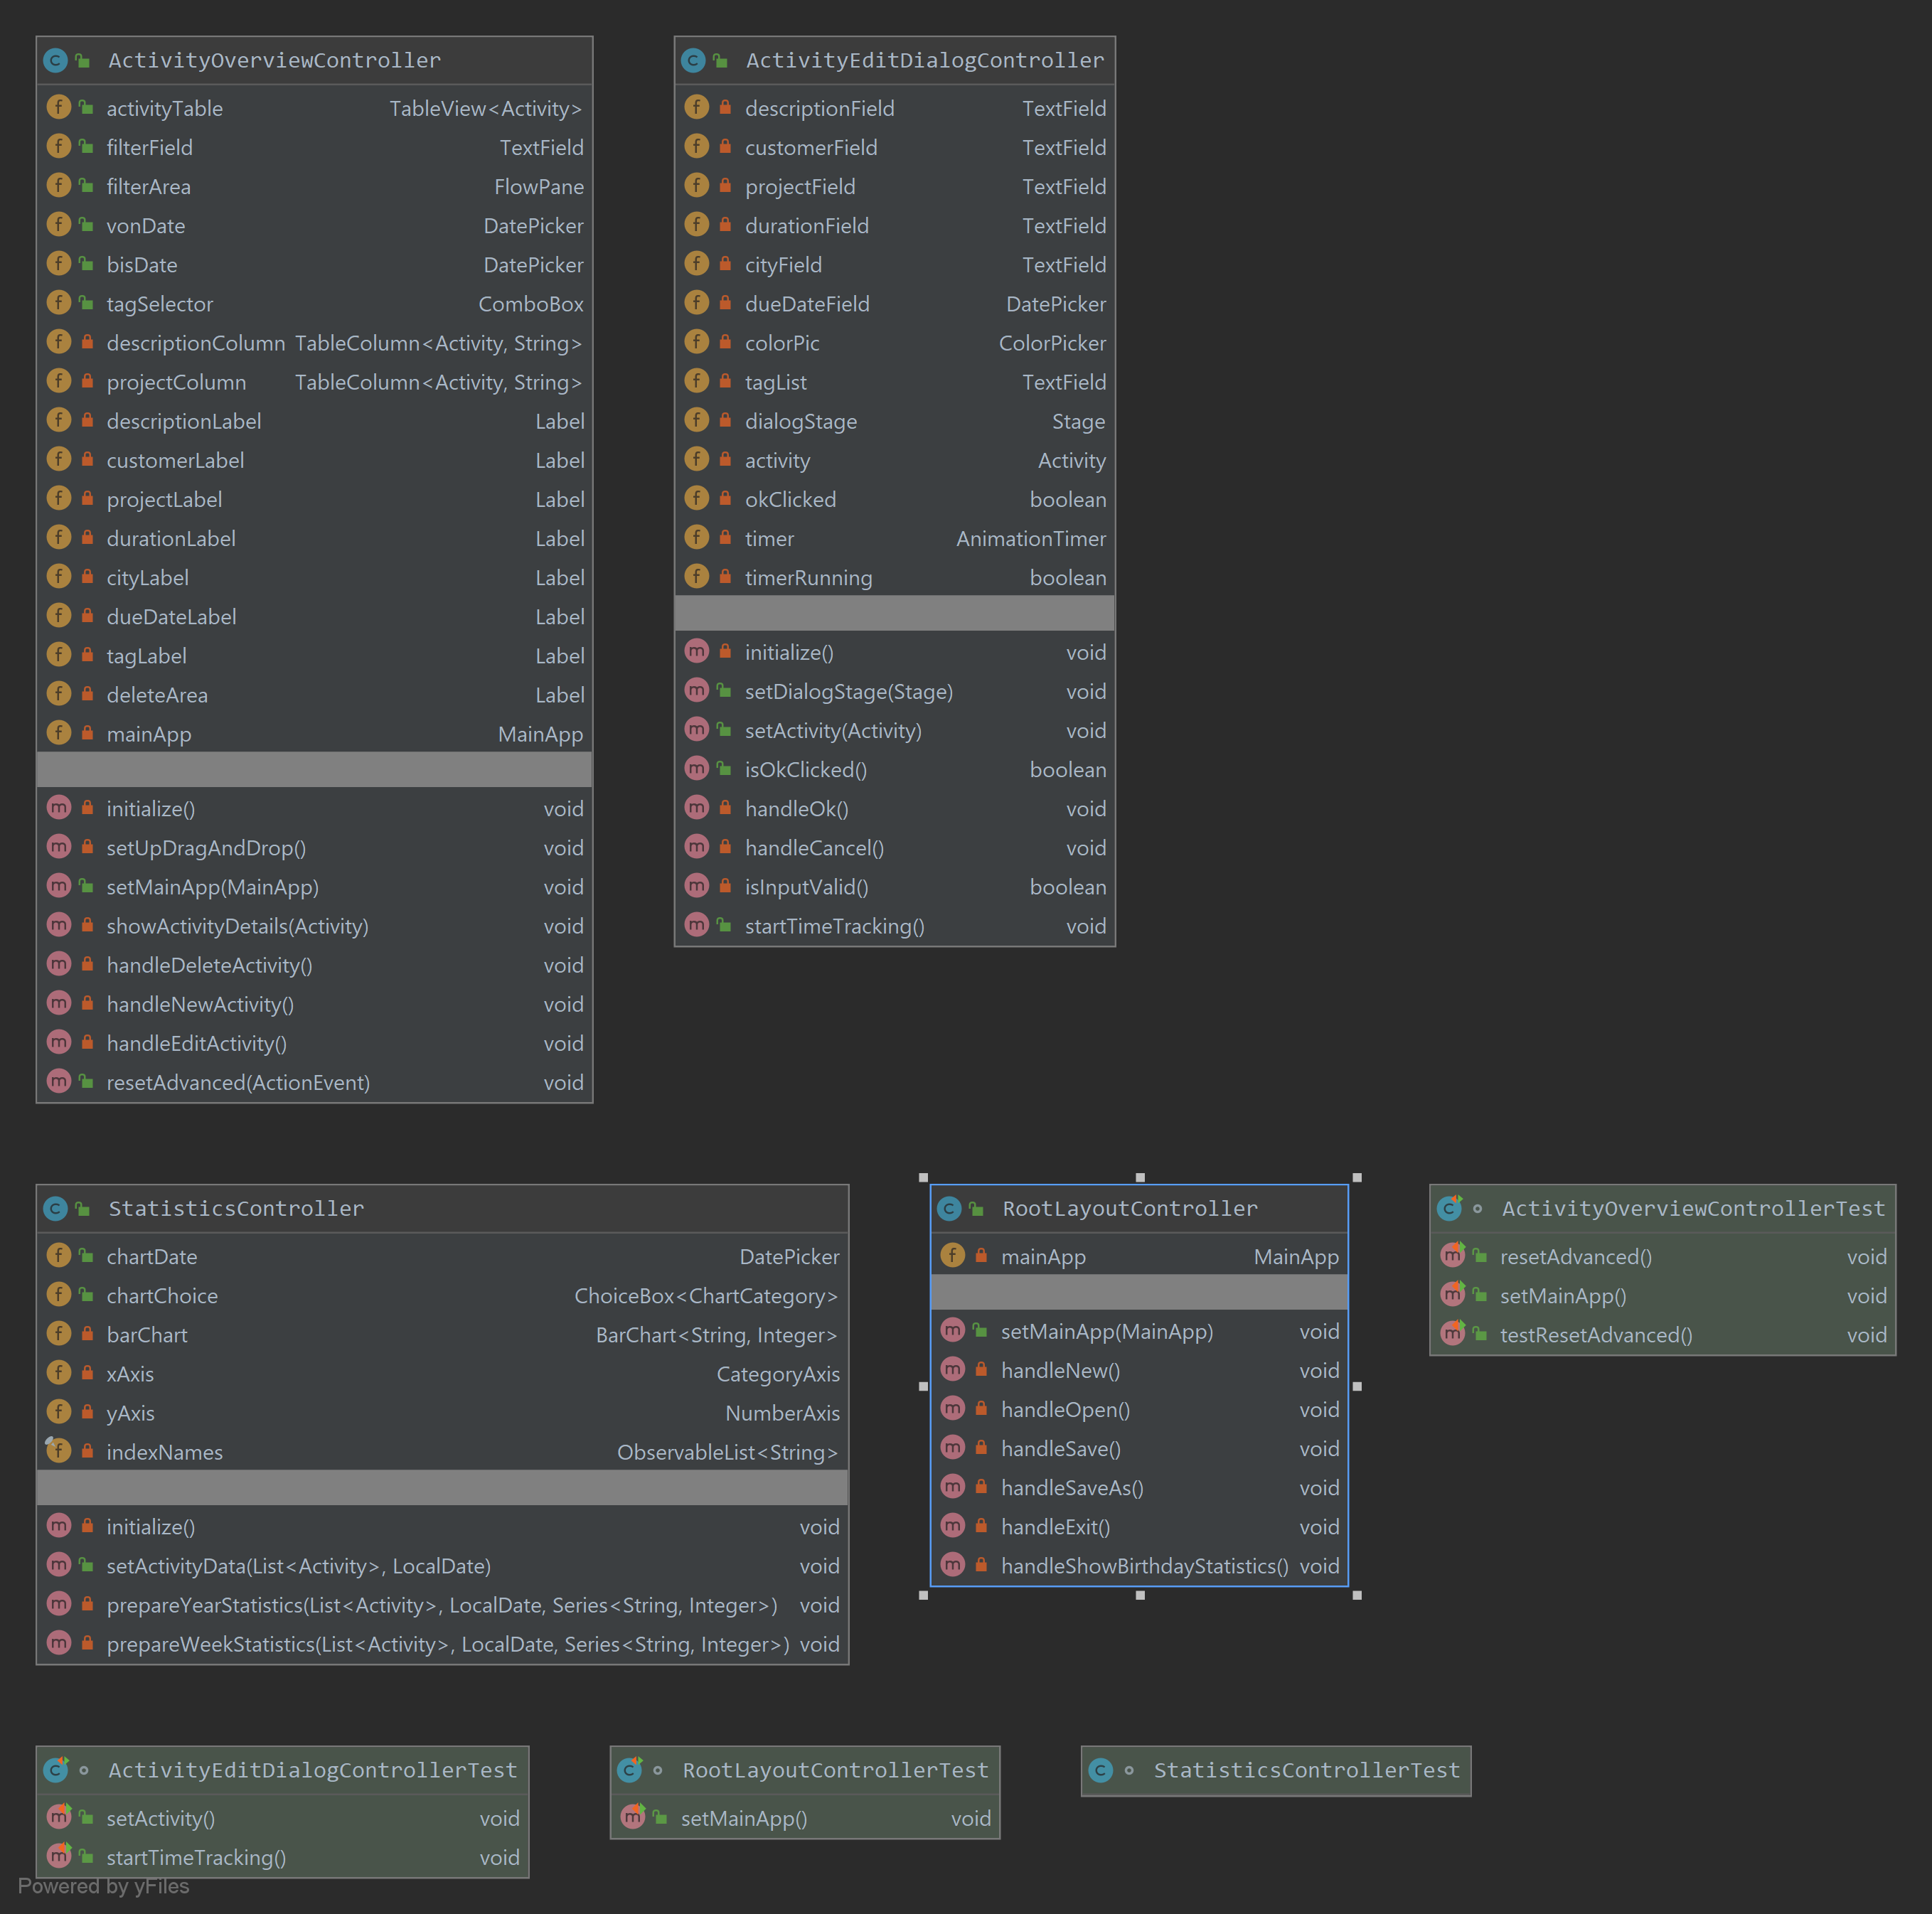 ActivityOverviewController
activityTable TableView<Activity>
filterField TextField
filterArea FlowPane
vonDate DatePicker
bisDate DatePicker
tagSelector ComboBox
descriptionColumn TableColumn<Activity, String>
projectColumn TableColumn<Activity, String>
descriptionLabel Label
customerLabel Label
projectLabel Label
durationLabel Label
cityLabel Label
dueDateLabel Label
tagLabel Label
deleteArea Label
mainApp MainApp
initialize() void
setUpDragAndDrop() void
setMainApp(MainApp) void
showActivityDetails(Activity) void
handleDeleteActivity() void
handleNewActivity() void
handleEditActivity() void
resetAdvanced(ActionEvent) void
ActivityEditDialogController
descriptionField TextField
customerField TextField
projectField TextField
durationField TextField
cityField TextField
dueDateField DatePicker
colorPic ColorPicker
tagList TextField
dialogStage Stage
activity Activity
okClicked boolean
timer AnimationTimer
timerRunning boolean
initialize() void
setDialogStage(Stage) void
setActivity(Activity) void
isOkClicked() boolean
handleOk() void
handleCancel() void
isInputValid() boolean
startTimeTracking() void
StatisticsController
chartDate DatePicker
chartChoice ChoiceBox<ChartCategory>
barChart BarChart<String, Integer>
xAxis CategoryAxis
yAxis NumberAxis
indexNames ObservableList<String>
initialize() void
setActivityData(List<Activity>, LocalDate) void
prepareYearStatistics(List<Activity>, LocalDate, Series<String, Integer>) void
prepareWeekStatistics(List<Activity>, LocalDate, Series<String, Integer>) void
RootLayoutController
mainApp MainApp
setMainApp(MainApp) void
handleNew() void
handleOpen() void
handleSave() void
handleSaveAs() void
handleExit() void
handleShowBirthdayStatistics() void
ActivityOverviewControllerTest
resetAdvanced() void
setMainApp() void
testResetAdvanced() void
ActivityEditDialogControllerTest
setActivity() void
startTimeTracking() void
RootLayoutControllerTest
setMainApp() void
StatisticsControllerTest
Powered by yFiles